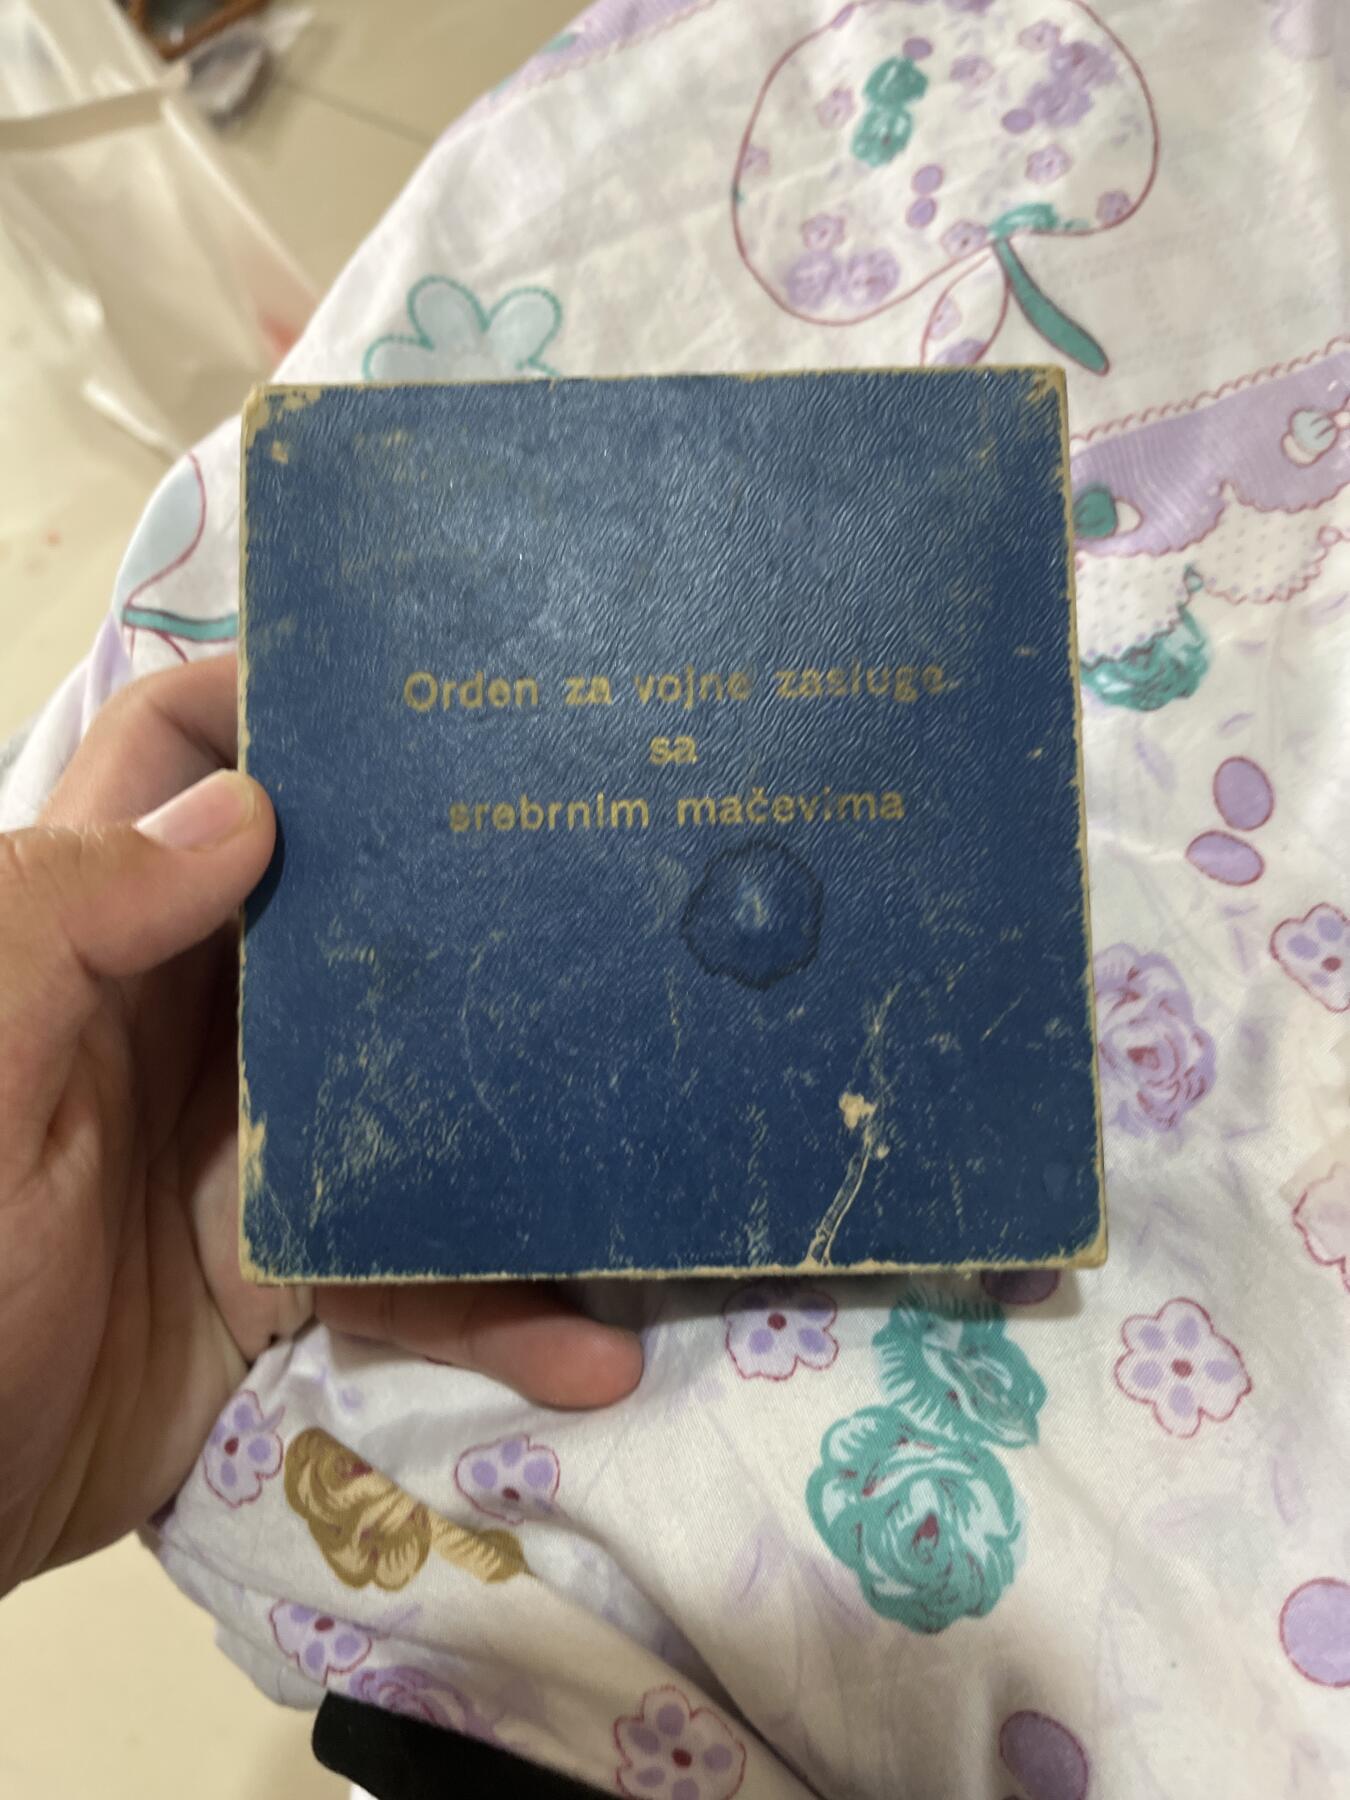 Orden za vojne zasluge
sa
srebrnim mačevima